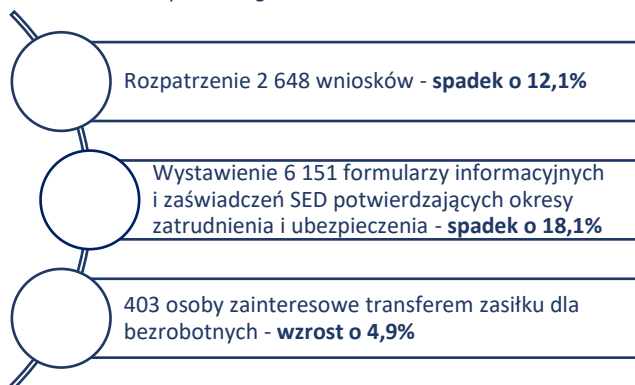 Rozpatrzenie 2 648 wniosków - spadek o 12,1%
Wystawienie 6 151 formularzy informacyjnych
i zaświadczeń SED potwierdzających okresy
zatrudnienia i ubezpieczenia - spadek o 18,1%
403 osoby zainteresowe transferem zasiłku dla
bezrobotnych - wzrost o 4,9%